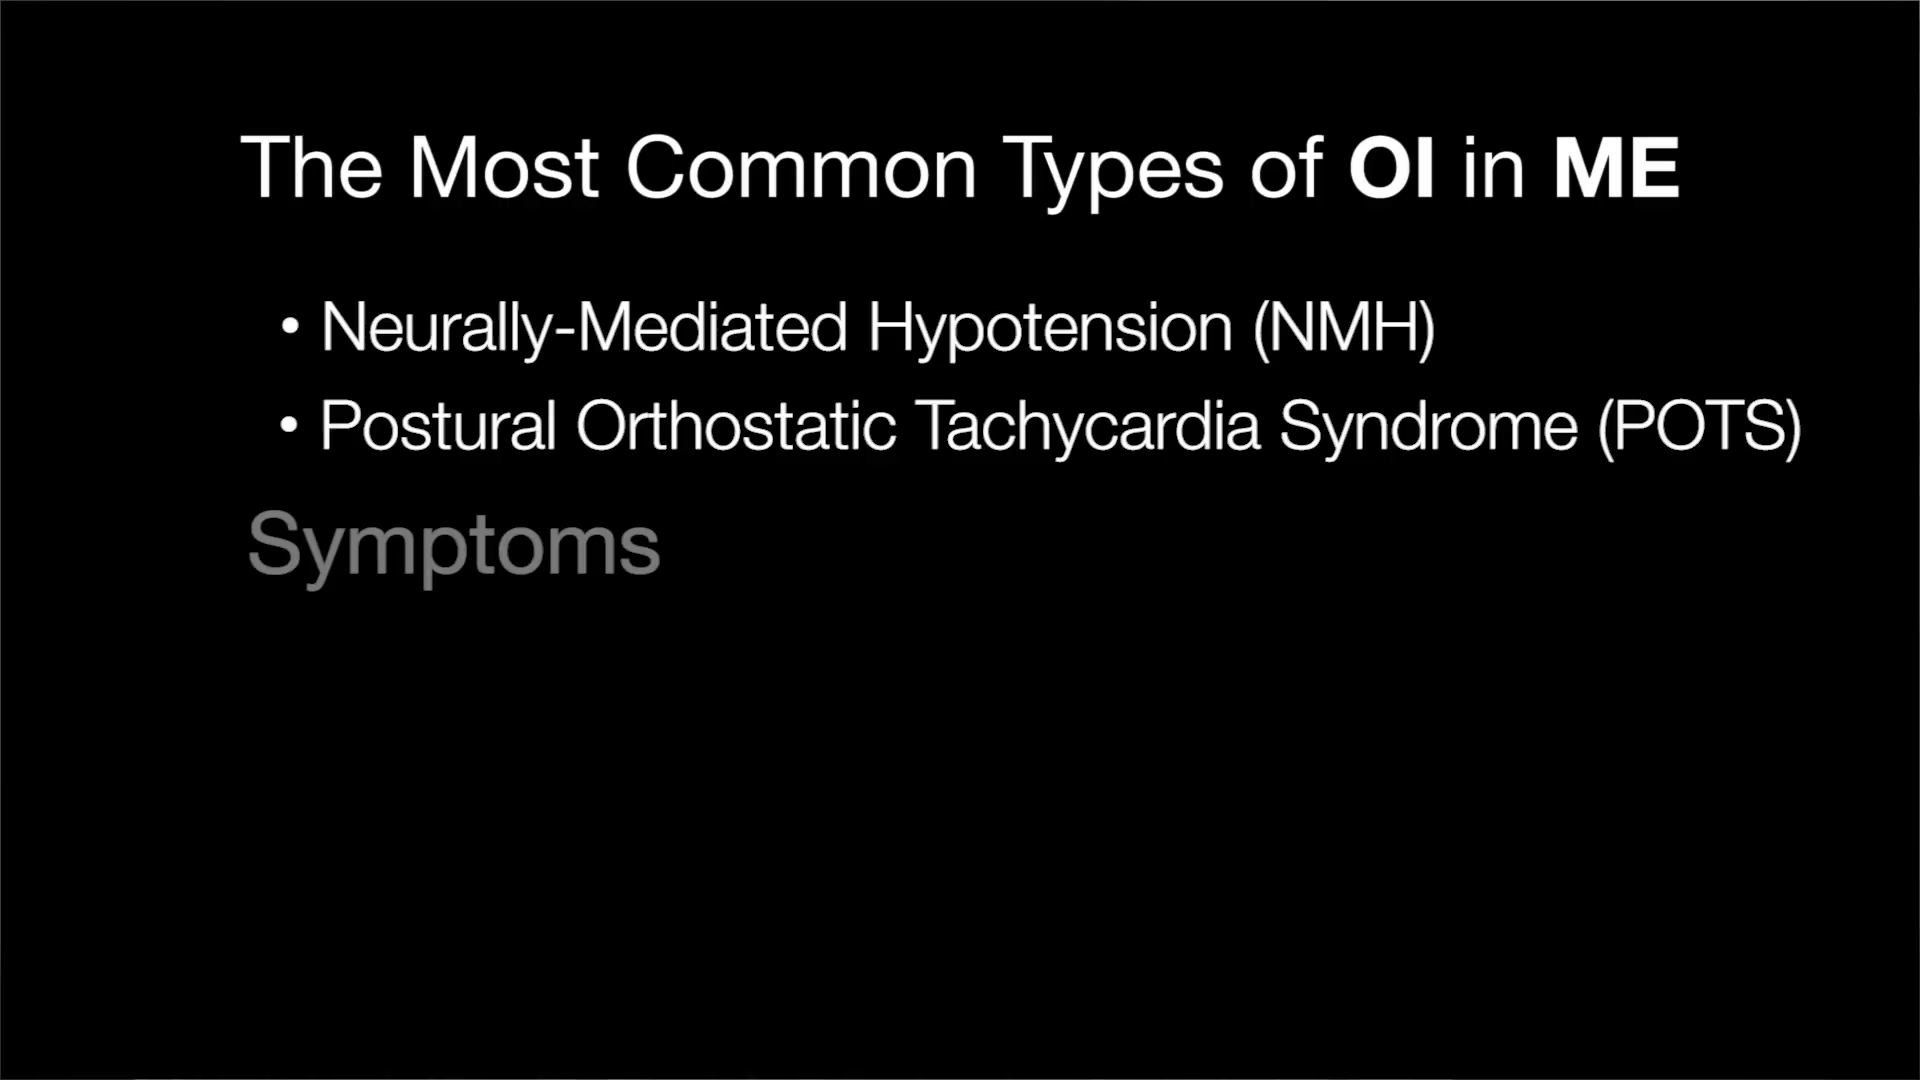 The Most Common Types of OI in ME
• Neurally-Mediated Hypotension (NMH)
• Postural Orthostatic Tachycardia Syndrome (POTS)
Symptoms